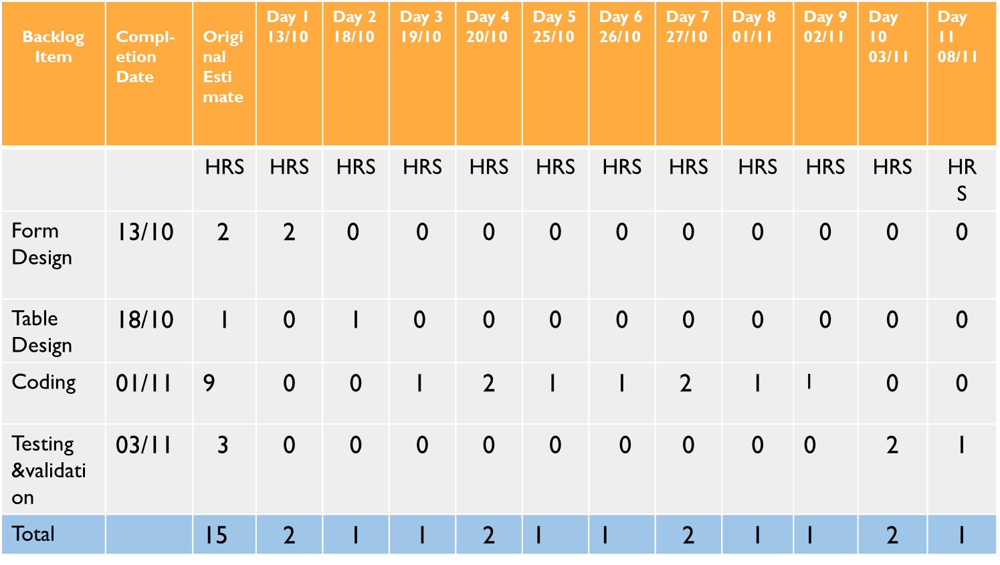 Backlog Item Compl-etion Date Origi nal Esti mate Day 1 13/10 Day 2 18/10 Day 3 19/10 Day 4 20/10 Day 5 25/10 Day 6 26/10 Day 7 27/10 Day 8 01/11 Day 9 02/11 Day 10 03/11 Day 11 08/11
HRS HRS HRS HRS HRS HRS HRS HRS HRS HRS HRS HR S
Form Design 13/10 2 2 0 0 0 0 0 0 0 0 0 0
Table Design 18/10 1 0 1 0 0 0 0 0 0 0 0 0
Coding 01/11 9 0 0 1 2 1 1 2 1 1 0 0
Testing &validati on 03/11 3 0 0 0 0 0 0 0 0 0 2 1
Total 15 2 1 1 2 1 1 2 1 1 2 1